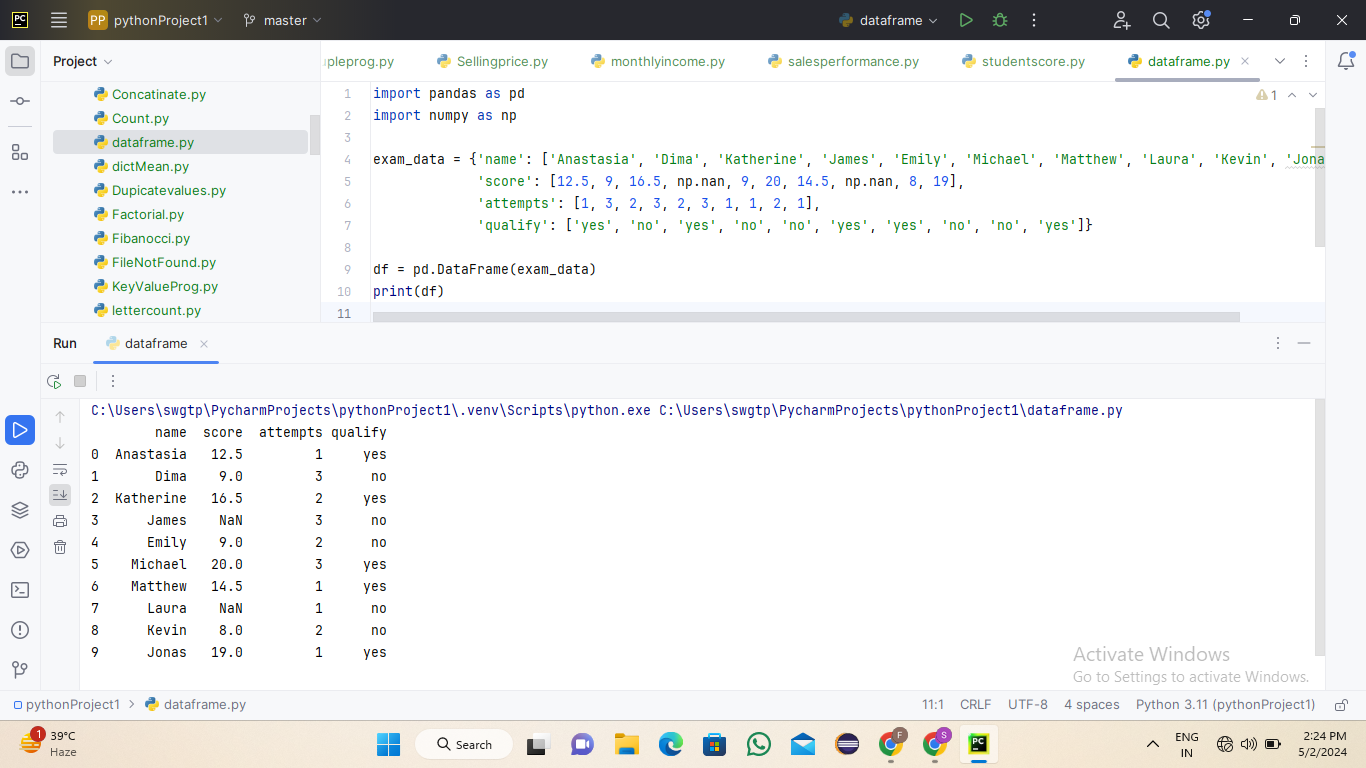 PC
PP pythonProject1
master
dataframe
Project
pleprog.py Sellingprice.py monthlyincome.py salesperformance.py studentscore.py dataframe.py
Concatinate.py
Count.py
dataframe.py
dictMean.py
Dupicatevalues.py
Factorial.py
Fibanocci.py
FileNotFound.py
KeyValueProg.py
lettercount.py
1
1 import pandas as pd
2 import numpy as np
3
4 exam_data = {'name': ['Anastasia', 'Dima', 'Katherine', 'James', 'Emily', 'Michael', 'Matthew', 'Laura', 'Kevin', 'Jona
5 'score': [12.5, 9, 16.5, np.nan, 9, 20, 14.5, np.nan, 8, 19],
6 'attempts': [1, 3, 2, 3, 2, 3, 1, 1, 2, 1],
7 'qualify': ['yes', 'no', 'yes', 'no', 'no', 'yes', 'yes', 'no', 'no', 'yes']}
8
9 df = pd.DataFrame(exam_data)
10 print(df)
11
Run dataframe
C:\Users\swgtp\PycharmProjects\pythonProject1\.venv\Scripts\python.exe C:\Users\swgtp\PycharmProjects\pythonProject1\dataframe.py
name score attempts qualify
0 Anastasia 12.5 1 yes
1 Dima 9.0 3 no
2 Katherine 16.5 2 yes
3 James NaN 3 no
4 Emily 9.0 2 no
5 Michael 20.0 3 yes
6 Matthew 14.5 1 yes
7 Laura NaN 1 no
8 Kevin 8.0 2 no
9 Jonas 19.0 1 yes
Activate Windows
Go to Settings to activate Windows.
pythonProject1 > dataframe.py
11:1 CRLF UTF-8 4 spaces Python 3.11 (pythonProject1)
1
39°C
Haze
Search
F
S
PC
ENG
IN
2:24 PM
5/2/2024